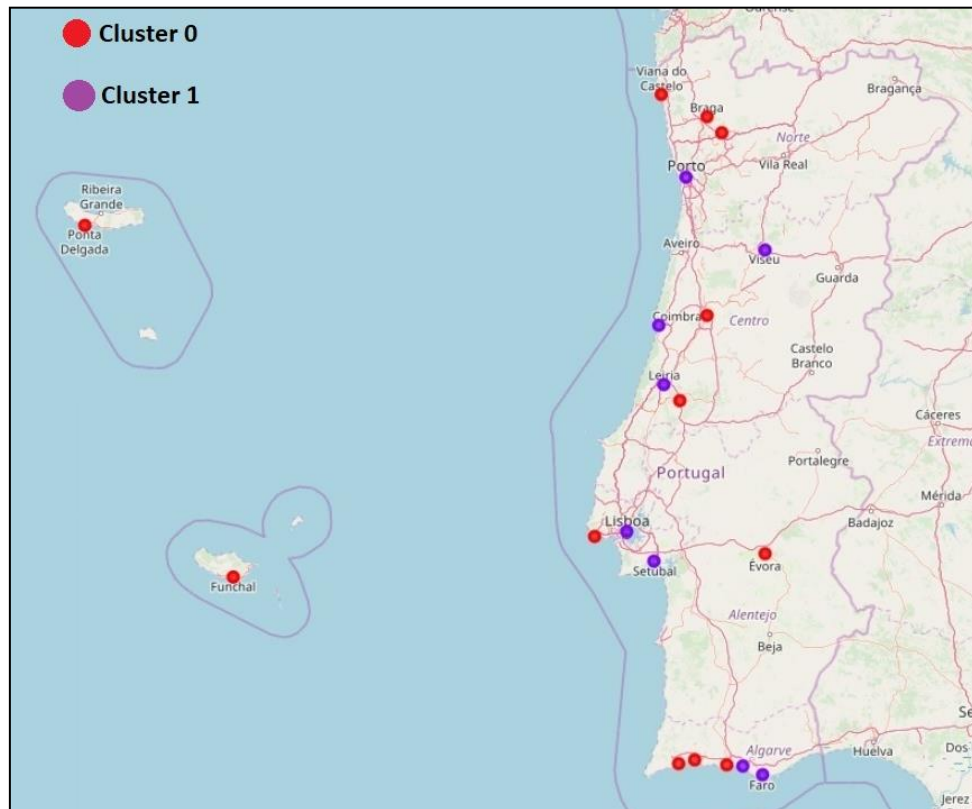 Cluster 0
Cluster 1
Viana do
Castelo
Braga
Bragança
Norte
Porto
Vila Real
Ribeira
Grande
Ponta
Delgada
Aveiro
Viseu
Guarda
Coimbra
Centro
Castelo
Branco
Leiria
Cáceres
Extrem
Portugal
Portalegre
Mérida
Lisboa
Badajoz
Setúbal
Évora
Funchal
Alentejo
Beja
Se
Algarve
Huelva
Dos
Faro
Jerez